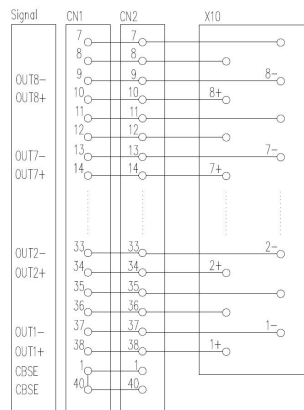 Signal CN1 CN2 X10
7 7
8 8
OUT8- 9 9 8-
OUT8+ 10 10 8+
11 11
12 12
OUT7- 13 13 7-
OUT7+ 14 14 7+
OUT2- 33 33 2-
OUT2+ 34 34 2+
35 35
36 36
OUT1- 37 37 1-
OUT1+ 38 38 1+
CBSE 1 1
CBSE 40 40